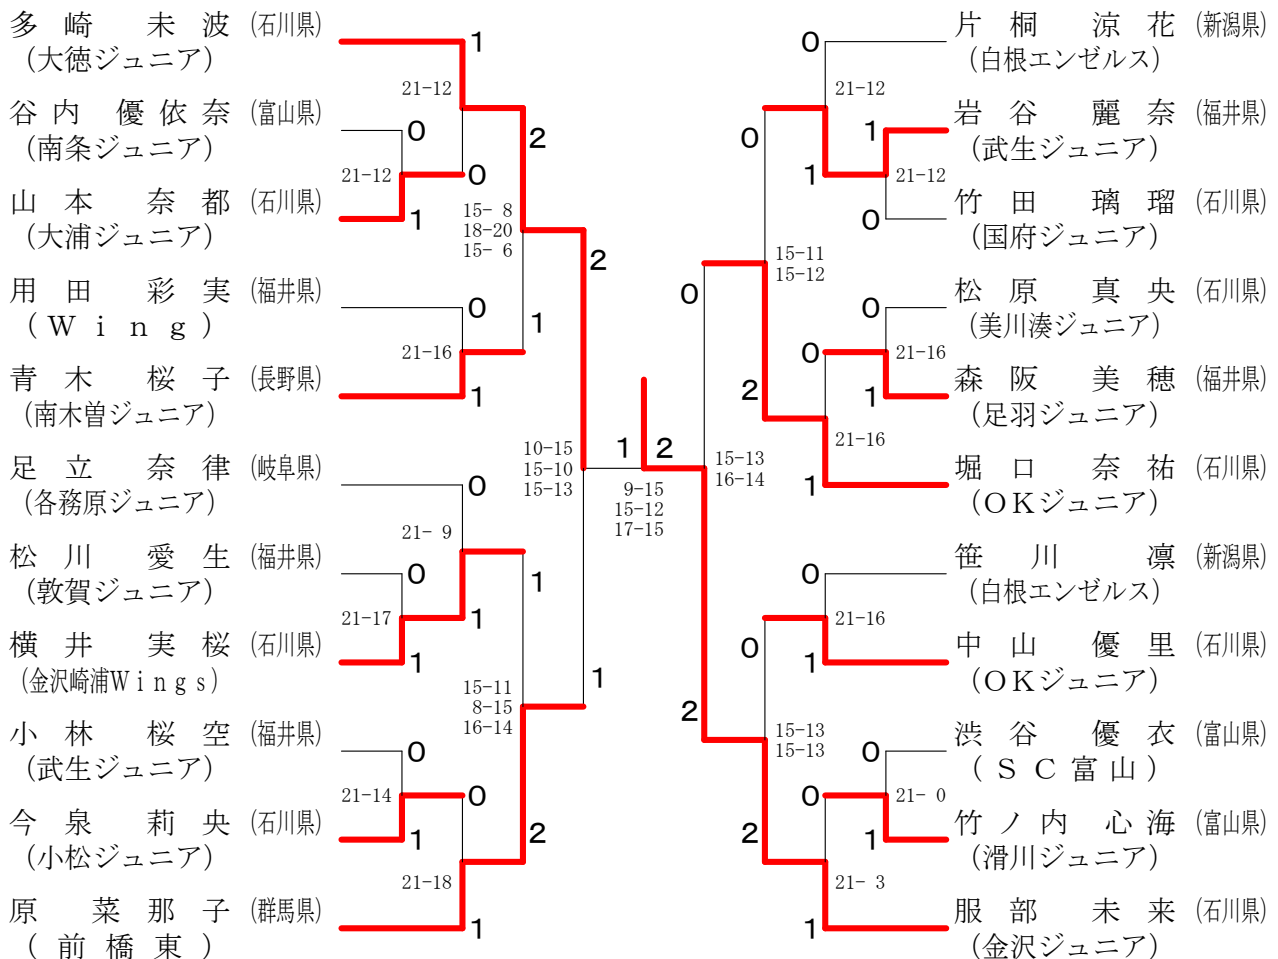 多崎 未波 (石川県)
(大徳ジュニア)
1
21-12
谷内 優依奈 (富山県)
(南条ジュニア)
0
2
21-12
0
山本 奈都 (石川県)
(大浦ジュニア)
1
15- 8
18-20
15- 6
2
用田 彩実 (福井県)
(Wing)
0
1
21-16
青木 桜子 (長野県)
(南木曽ジュニア)
1
10-15
15-10
15-13
足立 奈律 (岐阜県)
(各務原ジュニア)
0
21- 9
松川 愛生 (福井県)
(敦賀ジュニア)
0
1
21-17
1
横井 実桜 (石川県)
(金沢崎浦Wings)
1
15-11
8-15
16-14
1
小林 桜空 (福井県)
(武生ジュニア)
0
21-14
0
今泉 莉央 (石川県)
(小松ジュニア)
1
2
21-18
原 菜那子 (群馬県)
(前橋東)
1
1 2
9-15
15-12
17-15
片桐 涼花 (新潟県)
(白根エンゼルス)
0
21-12
岩谷 麗奈 (福井県)
(武生ジュニア)
1
0
1
21-12
竹田 璃瑠 (石川県)
(国府ジュニア)
0
15-11
15-12
0
松原 真央 (石川県)
(美川湊ジュニア)
0
0
21-16
森阪 美穂 (福井県)
(足羽ジュニア)
1
2
21-16
堀口 奈祐 (石川県)
(OKジュニア)
1
15-13
16-14
笹川 凛 (新潟県)
(白根エンゼルス)
0
21-16
中山 優里 (石川県)
(OKジュニア)
1
0
2
15-13
15-13
渋谷 優衣 (富山県)
(SC富山)
0
0
21- 0
竹ノ内 心海 (富山県)
(滑川ジュニア)
1
2
21- 3
服部 未来 (石川県)
(金沢ジュニア)
1